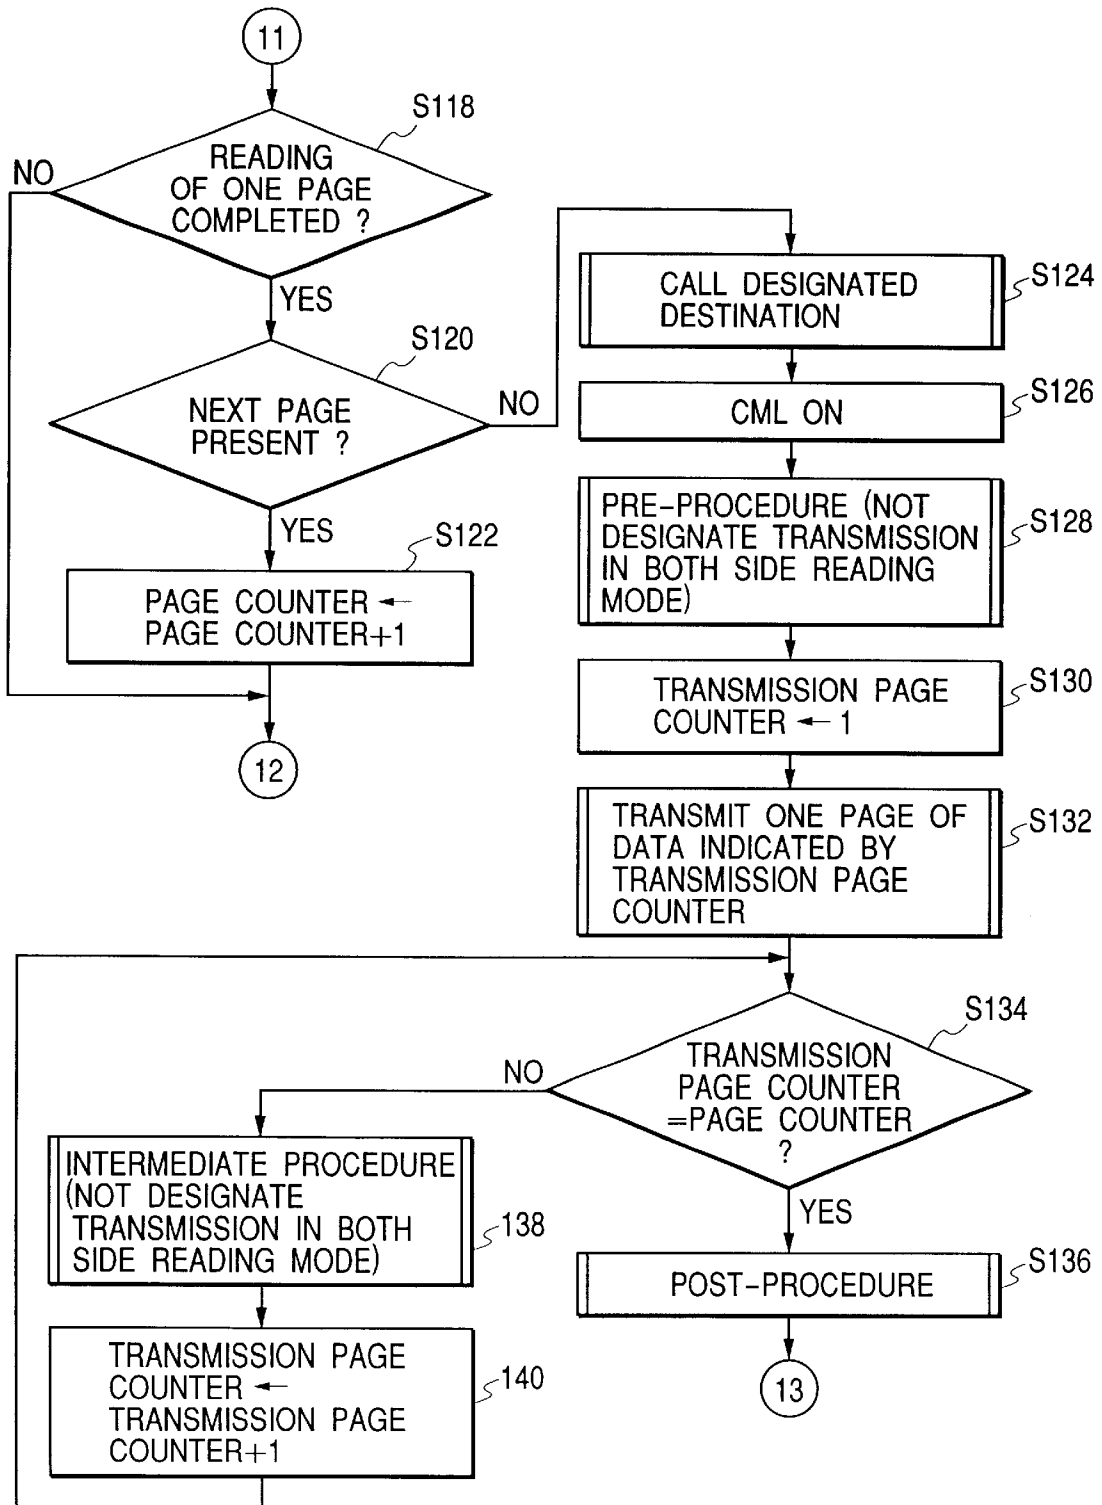 11
S118
NO
READING
OF ONE PAGE
COMPLETED ?
YES
S120
NEXT PAGE
PRESENT ?
NO
YES
S122
PAGE COUNTER ←
PAGE COUNTER+1
12
CALL DESIGNATED
DESTINATION
S124
CML ON
S126
PRE-PROCEDURE (NOT
DESIGNATE TRANSMISSION
IN BOTH SIDE READING
MODE)
S128
TRANSMISSION PAGE
COUNTER ← 1
S130
TRANSMIT ONE PAGE OF
DATA INDICATED BY
TRANSMISSION PAGE
COUNTER
S132
S134
TRANSMISSION
PAGE COUNTER
=PAGE COUNTER
?
NO
YES
INTERMEDIATE PROCEDURE
(NOT DESIGNATE
TRANSMISSION IN BOTH
SIDE READING MODE)
138
POST-PROCEDURE
S136
TRANSMISSION PAGE
COUNTER ←
TRANSMISSION PAGE
COUNTER+1
140
13